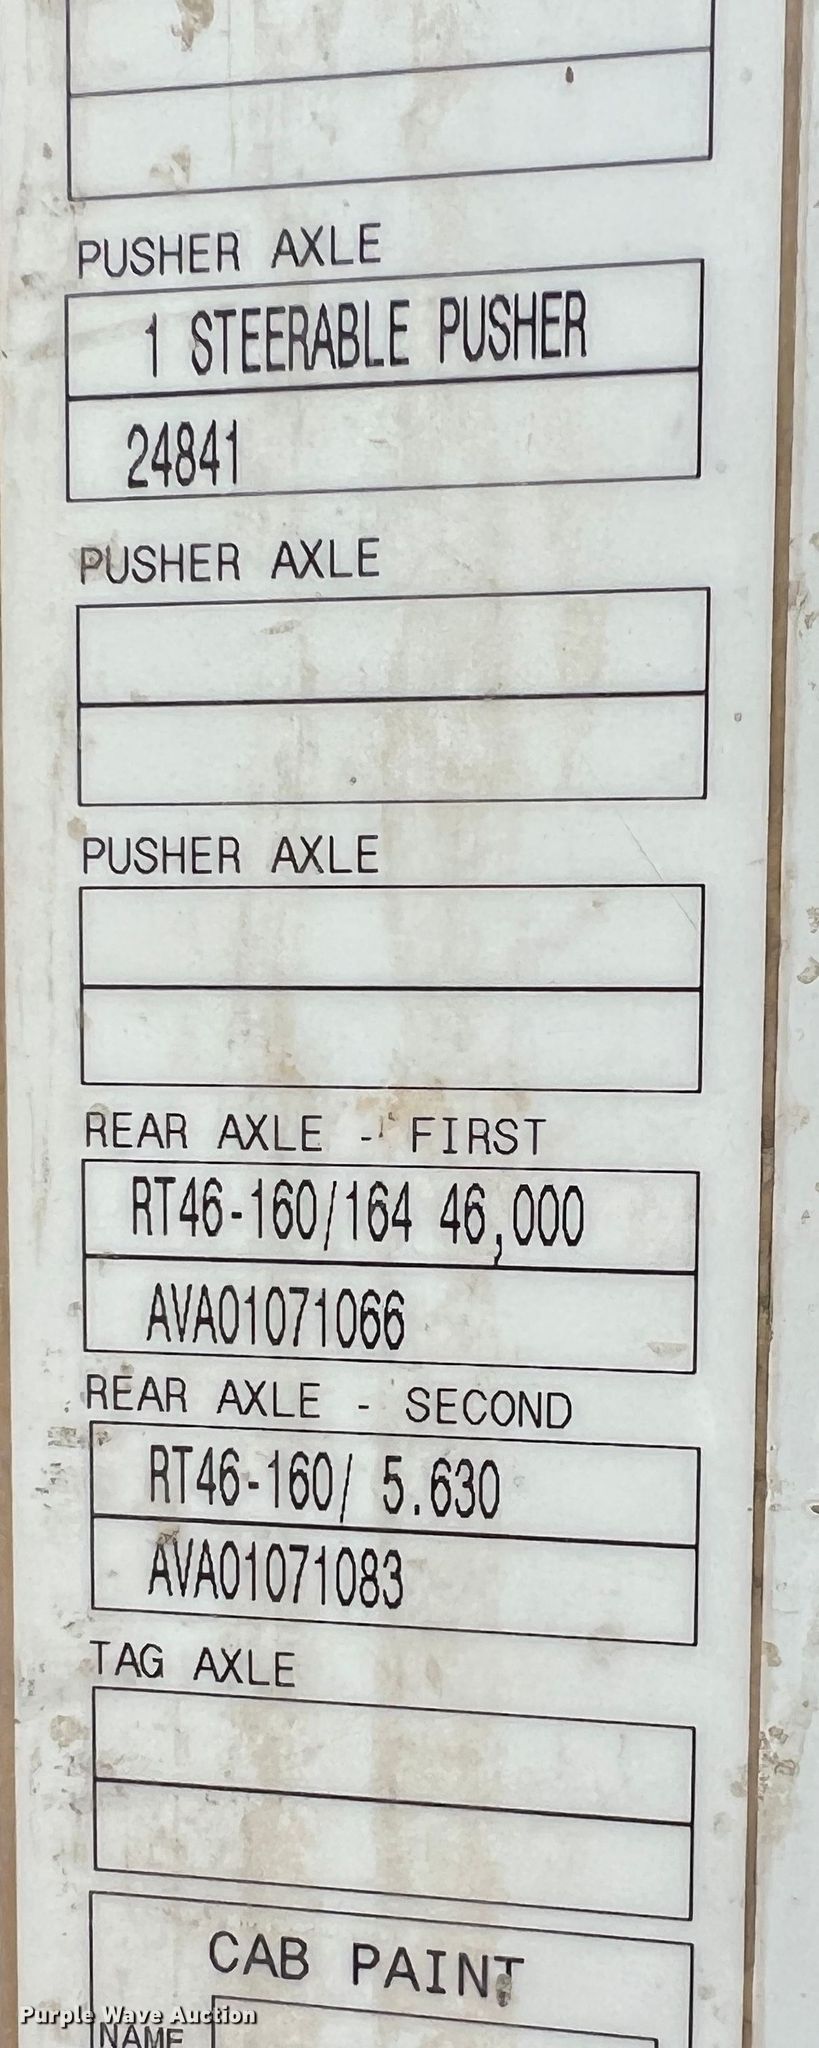 PUSHER AXLE
1 STEERABLE PUSHER
24841
PUSHER AXLE
PUSHER AXLE
REAR AXLE - FIRST
RT46-160/164 46,000
AVA01071066
REAR AXLE - SECOND
RT46-160/ 5.630
AVA01071083
TAG AXLE
CAB PAINT
NAME
Purple Wave Auction